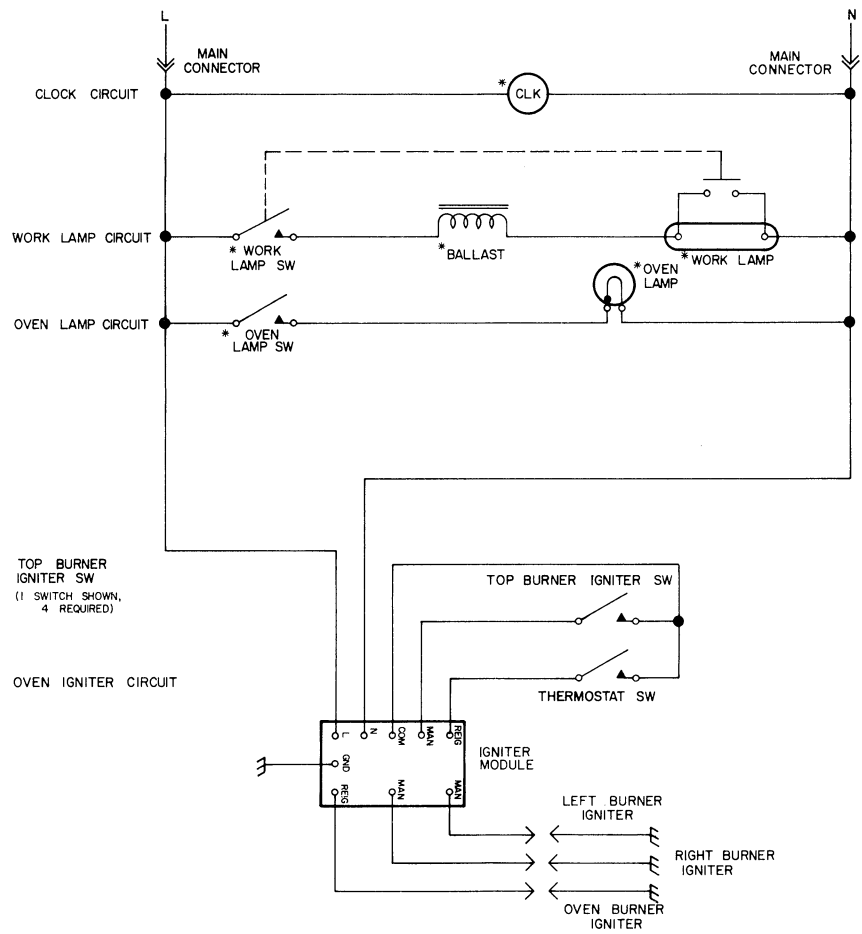 L
N
MAIN
CONNECTOR
MAIN
CONNECTOR
CLOCK CIRCUIT
* CLK
WORK LAMP CIRCUIT
* WORK
LAMP SW
* BALLAST
* WORK LAMP
* OVEN
LAMP
OVEN LAMP CIRCUIT
* OVEN
LAMP SW
TOP BURNER
IGNITER SW
(1 SWITCH SHOWN,
4 REQUIRED)
TOP BURNER IGNITER SW
OVEN IGNITER CIRCUIT
THERMOSTAT SW
L
N
COM
MAN
REIG
GND
REIG
MAN
MAN
IGNITER
MODULE
LEFT BURNER
IGNITER
RIGHT BURNER
IGNITER
OVEN BURNER
IGNITER